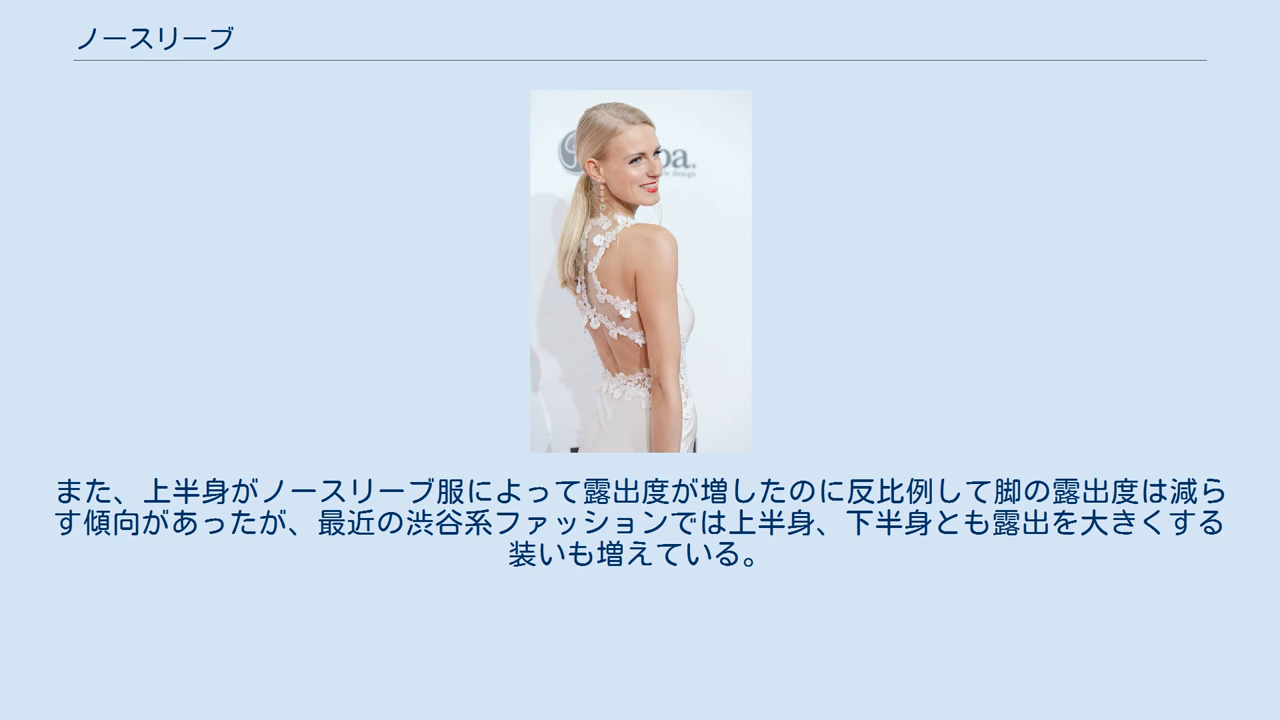 ノースリーブ
pa.
design
また、上半身がノースリーブ服によって露出度が増したのに反比例して脚の露出度は減ら
す傾向があったが、最近の渋谷系ファッションでは上半身、下半身とも露出を大きくする
装いも増えている。